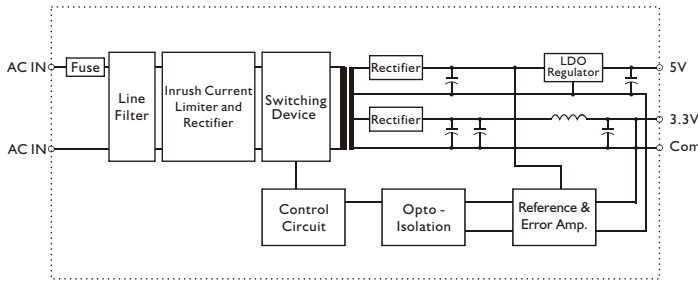 AC IN
Fuse
Line
Filter
Inrush Current
Limiter and
Rectifier
Switching
Device
Rectifier
LDO
Regulator
5V
Rectifier
3.3V
AC IN
Com
Control
Circuit
Opto -
Isolation
Reference &
Error Amp.